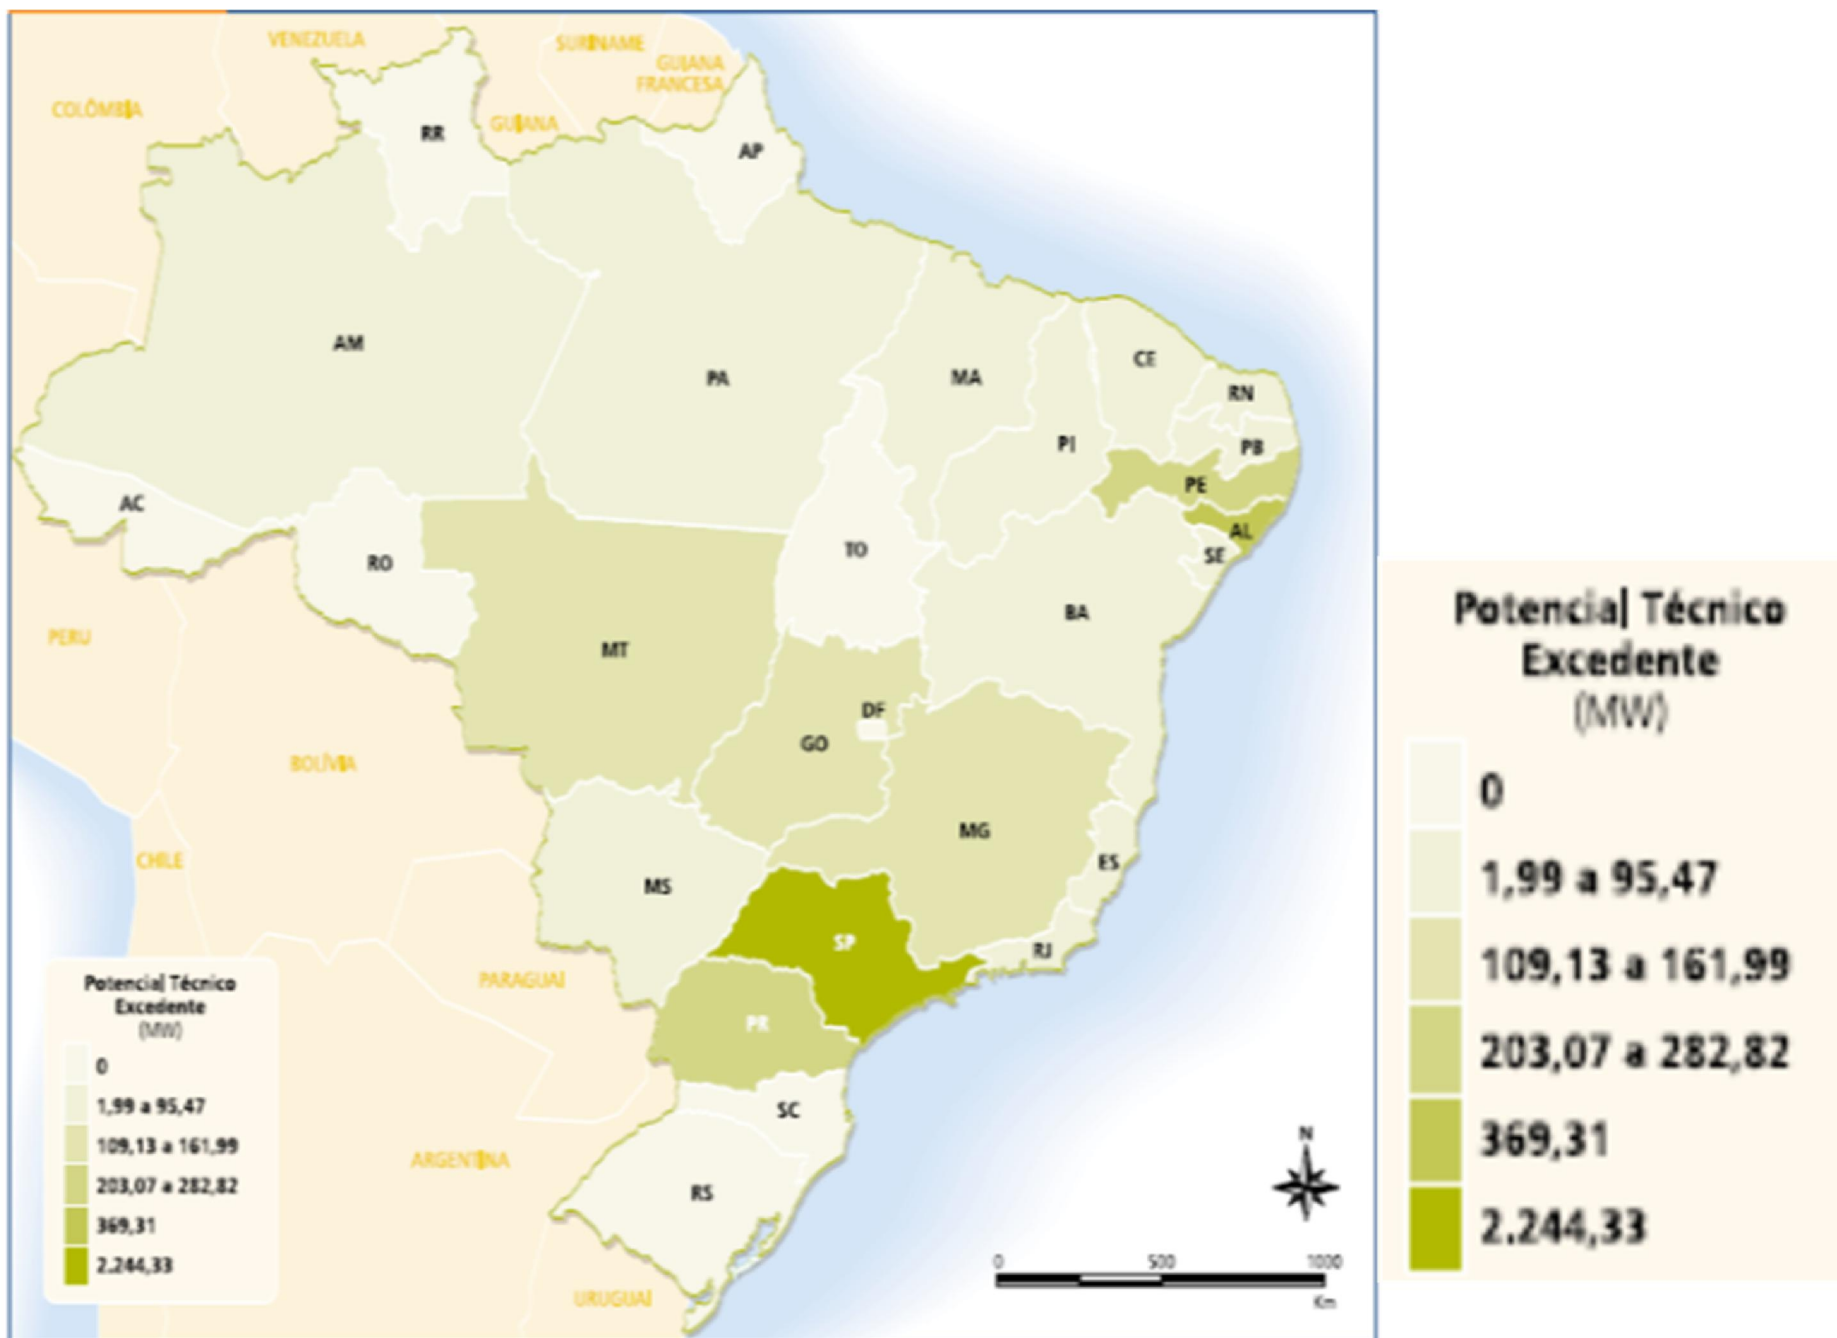 VENEZUELA
SURINAME
GUIANA
FRANCESA
COLÔMBIA
GUIANA
RR
AP
AM
PA
MA
CE
RN
PI
PB
PE
AC
AL
TO
SE
RO
BA
PERU
MT
DF
GO
BOLÍVIA
MG
CHILE
ES
MS
SP
RJ
PARAGUAI
PR
SC
ARGENTINA
RS
URUGUAI
N
0 500 1000
Km
Potencial Técnico
Excedente
(MW)
0
1,99 a 95,47
109,13 a 161,99
203,07 a 282,82
369,31
2.244,33
Potencial Técnico
Excedente
(MW)
0
1,99 a 95,47
109,13 a 161,99
203,07 a 282,82
369,31
2.244,33